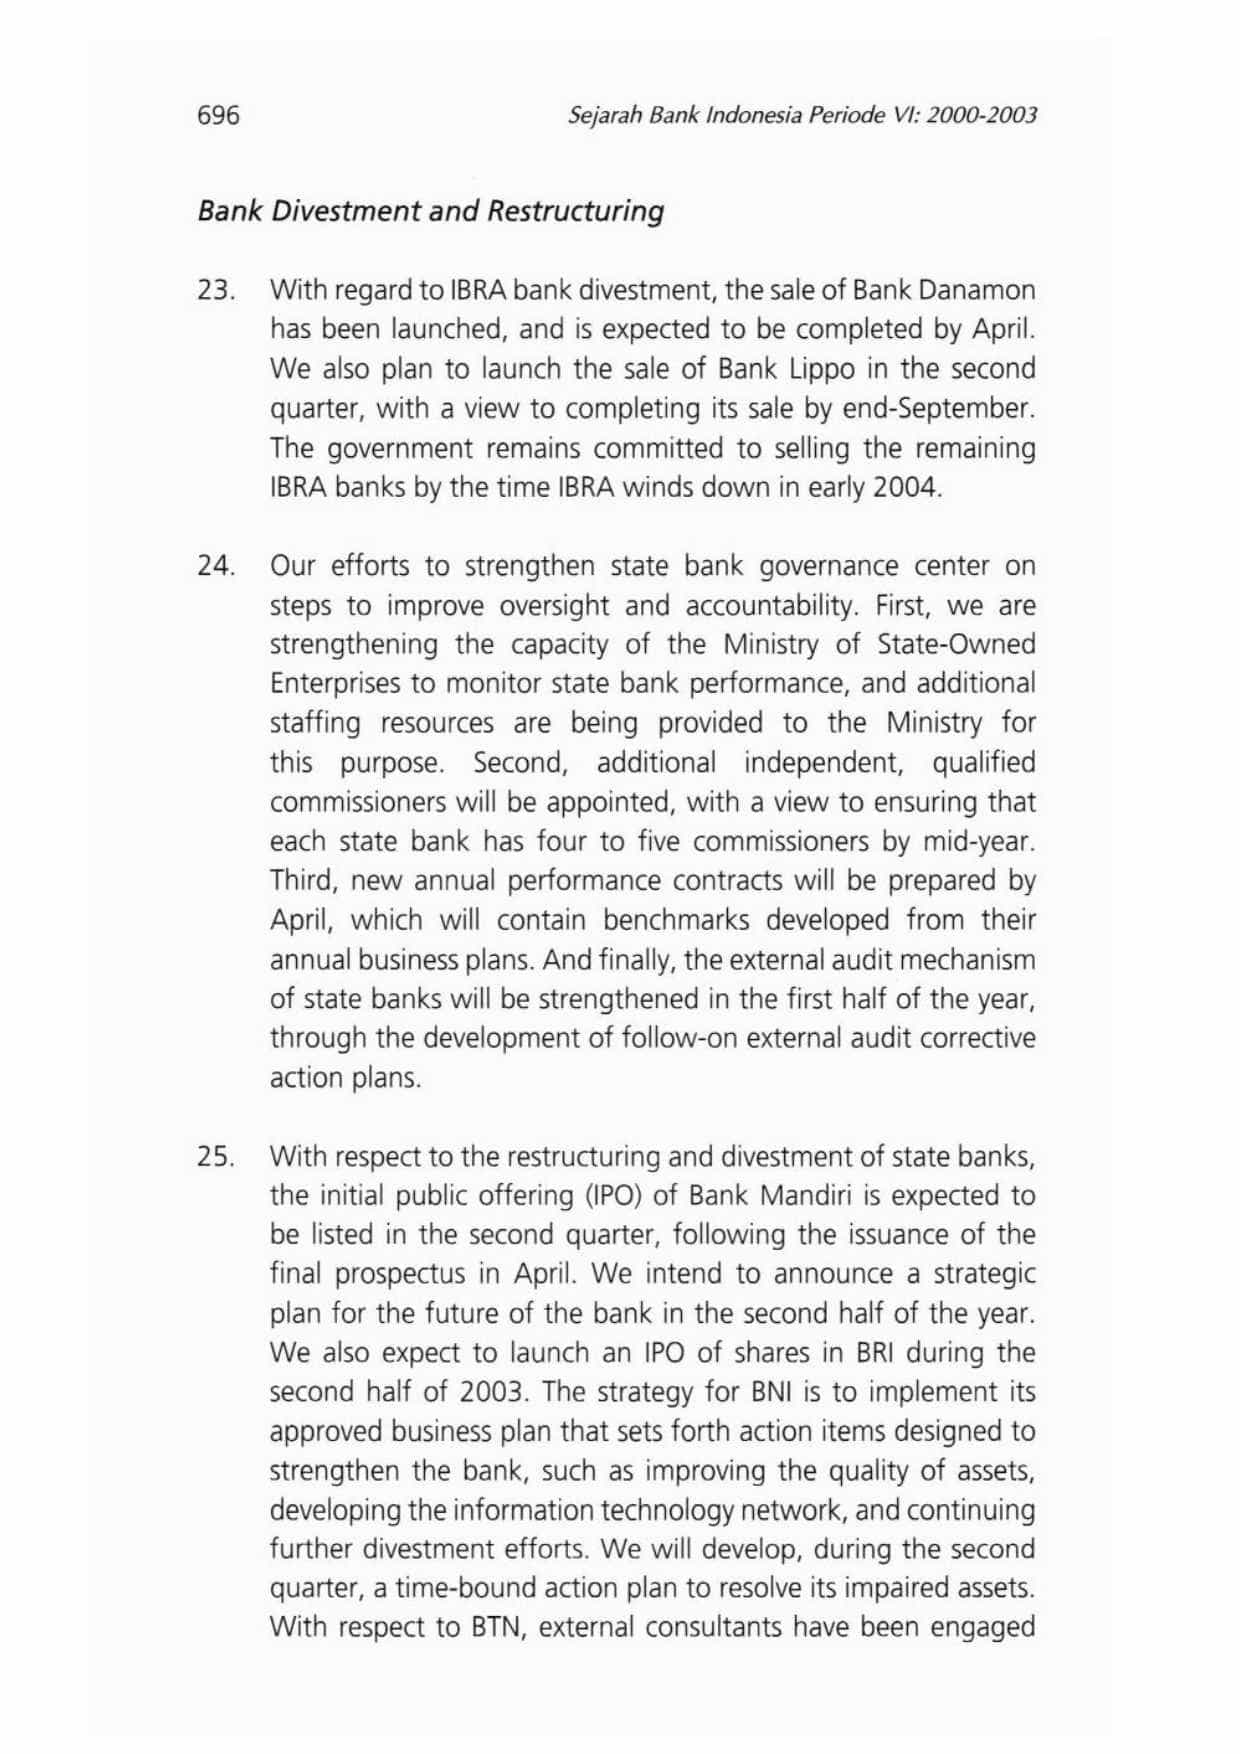 696
Sejarah Bank Indonesia Periode VI: 2000-2003
Bank Divestment and Restructuring
23. With regard to IBRA bank divestment, the sale of Bank Danamon
has been launched, and is expected to be completed by April.
We also plan to launch the sale of Bank Lippo in the second
quarter, with a view to completing its sale by end-September.
The government remains committed to selling the remaining
IBRA banks by the time IBRA winds down in early 2004.
24. Our efforts to strengthen state bank governance center on
steps to improve oversight and accountability. First, we are
strengthening the capacity of the Ministry of State-Owned
Enterprises to monitor state bank performance, and additional
staffing resources are being provided to the Ministry for
this purpose. Second, additional independent, qualified
commissioners will be appointed, with a view to ensuring that
each state bank has four to five commissioners by mid-year.
Third, new annual performance contracts will be prepared by
April, which will contain benchmarks developed from their
annual business plans. And finally, the external audit mechanism
of state banks will be strengthened in the first half of the year,
through the development of follow-on external audit corrective
action plans.
25. With respect to the restructuring and divestment of state banks,
the initial public offering (IPO) of Bank Mandiri is expected to
be listed in the second quarter, following the issuance of the
final prospectus in April. We intend to announce a strategic
plan for the future of the bank in the second half of the year.
We also expect to launch an IPO of shares in BRI during the
second half of 2003. The strategy for BNI is to implement its
approved business plan that sets forth action items designed to
strengthen the bank, such as improving the quality of assets,
developing the information technology network, and continuing
further divestment efforts. We will develop, during the second
quarter, a time-bound action plan to resolve its impaired assets.
With respect to BTN, external consultants have been engaged